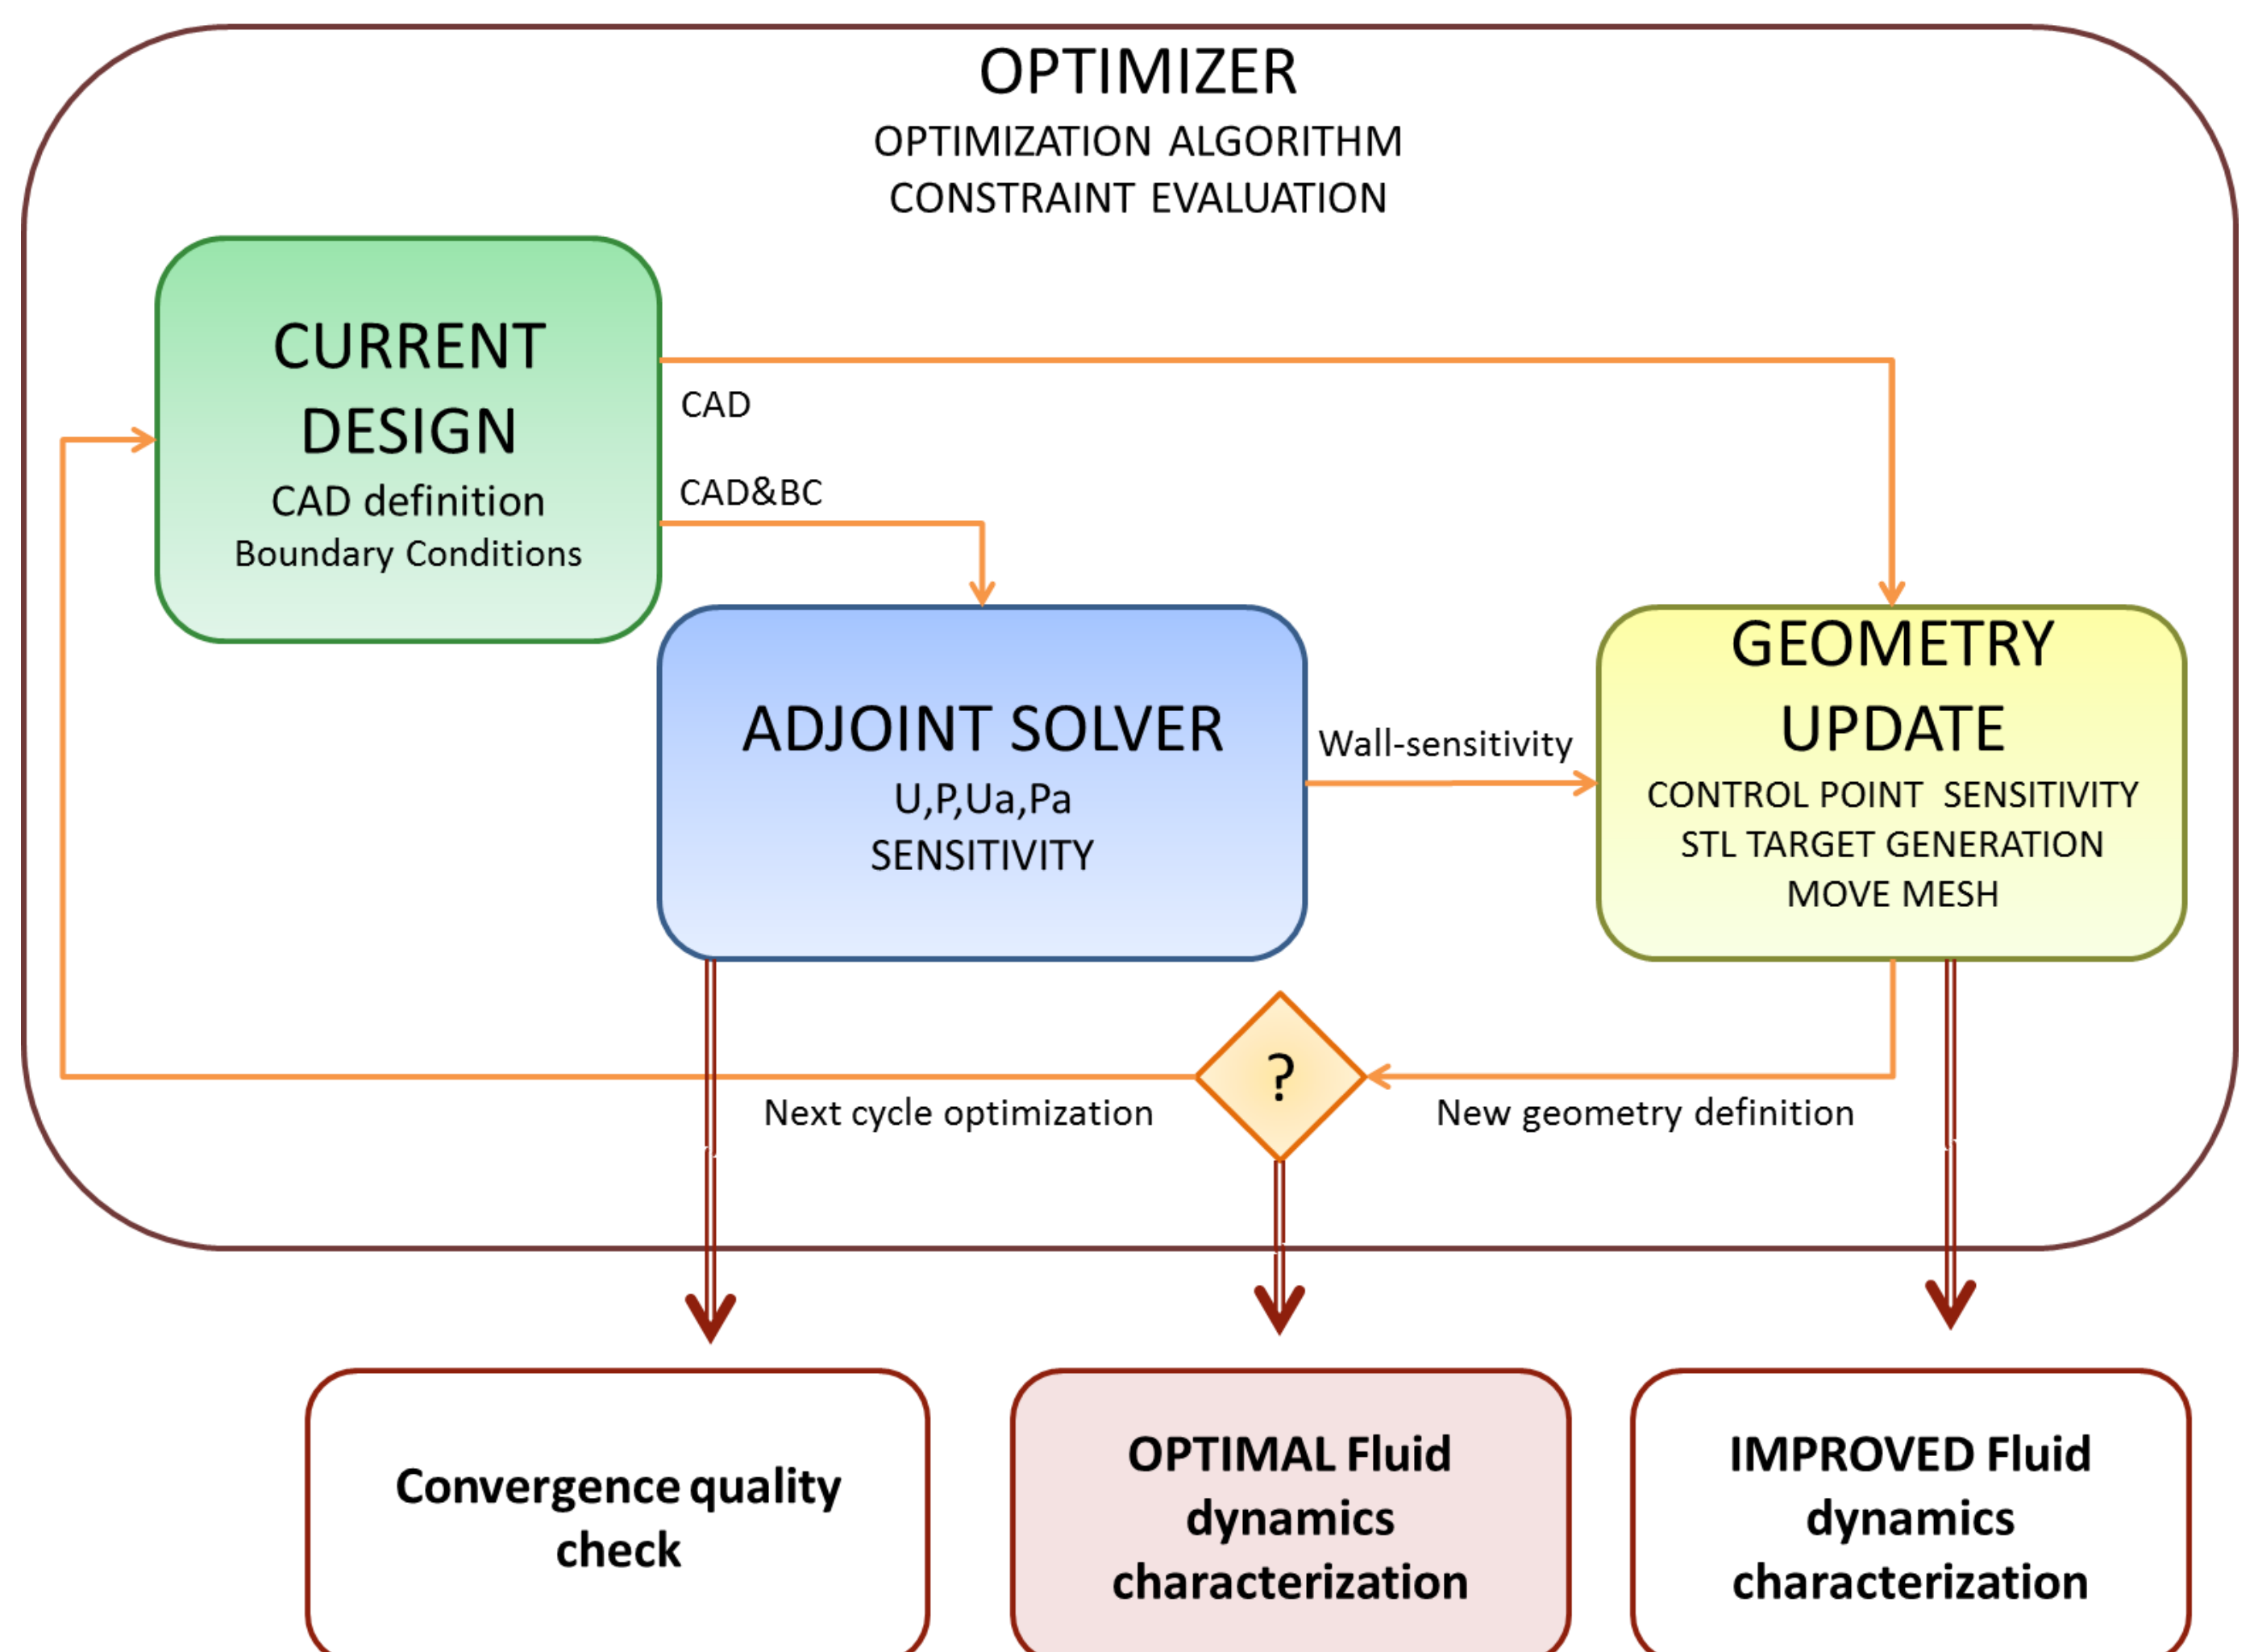 OPTIMIZER
OPTIMIZATION ALGORITHM
CONSTRAINT EVALUATION
CURRENT
DESIGN
CAD definition
Boundary Conditions
CAD
CAD&BC
ADJOINT SOLVER
U,P,Ua,Pa
SENSITIVITY
Wall-sensitivity
GEOMETRY
UPDATE
CONTROL POINT SENSITIVITY
STL TARGET GENERATION
MOVE MESH
?
Next cycle optimization
New geometry definition
Convergence quality
check
OPTIMAL Fluid
dynamics
characterization
IMPROVED Fluid
dynamics
characterization